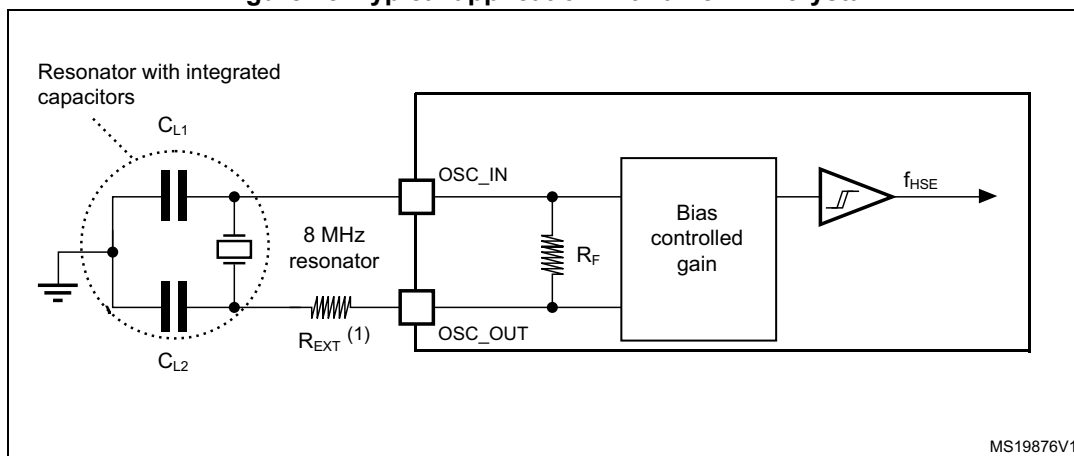 Resonator with integrated
capacitors
CL1
OSC_IN
fHSE
8 MHz
resonator
RF
Bias
controlled
gain
OSC_OUT
REXT (1)
CL2
MS19876V1